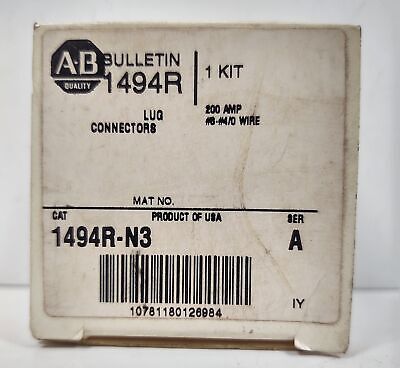 A-B
QUALITY
BULLETIN
1494R
1 KIT
LUG
CONNECTORS
200 AMP
#6-#4/0 WIRE
MAT NO.
CAT
PRODUCT OF USA
SER
1494R-N3
A
IY
10781180126984